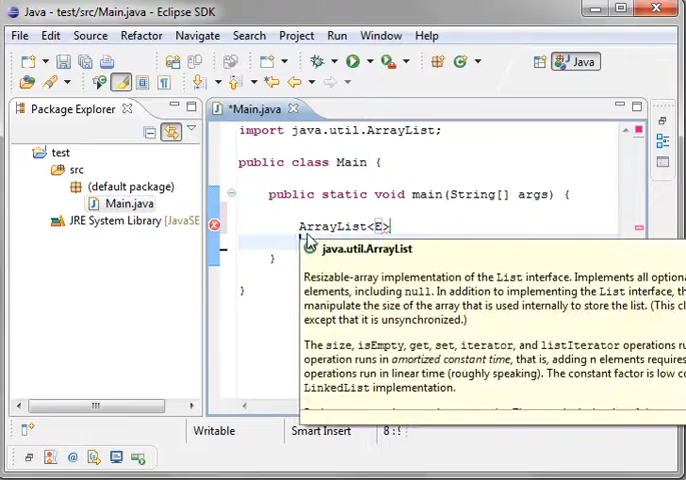 Java - test/src/Main.java - Eclipse SDK
File Edit Source Refactor Navigate Search Project Run Window Help
Java
Package Explorer
*Main.java
test
src
(default package)
Main.java
JRE System Library [JavaSE
import java.util.ArrayList;
public class Main {
public static void main(String[] args) {
ArrayList<E>
}
}
java.util.ArrayList
Resizable-array implementation of the List interface. Implements all optiona
elements, including null. In addition to implementing the List interface, th
manipulate the size of the array that is used internally to store the list. (This cl
except that it is unsynchronized.)
The size, isEmpty, get, set, iterator, and listIterator operations ru
operation runs in amortized constant time, that is, adding n elements requires
operations run in linear time (roughly speaking). The constant factor is low co
LinkedList implementation.
Writable Smart Insert 8:9